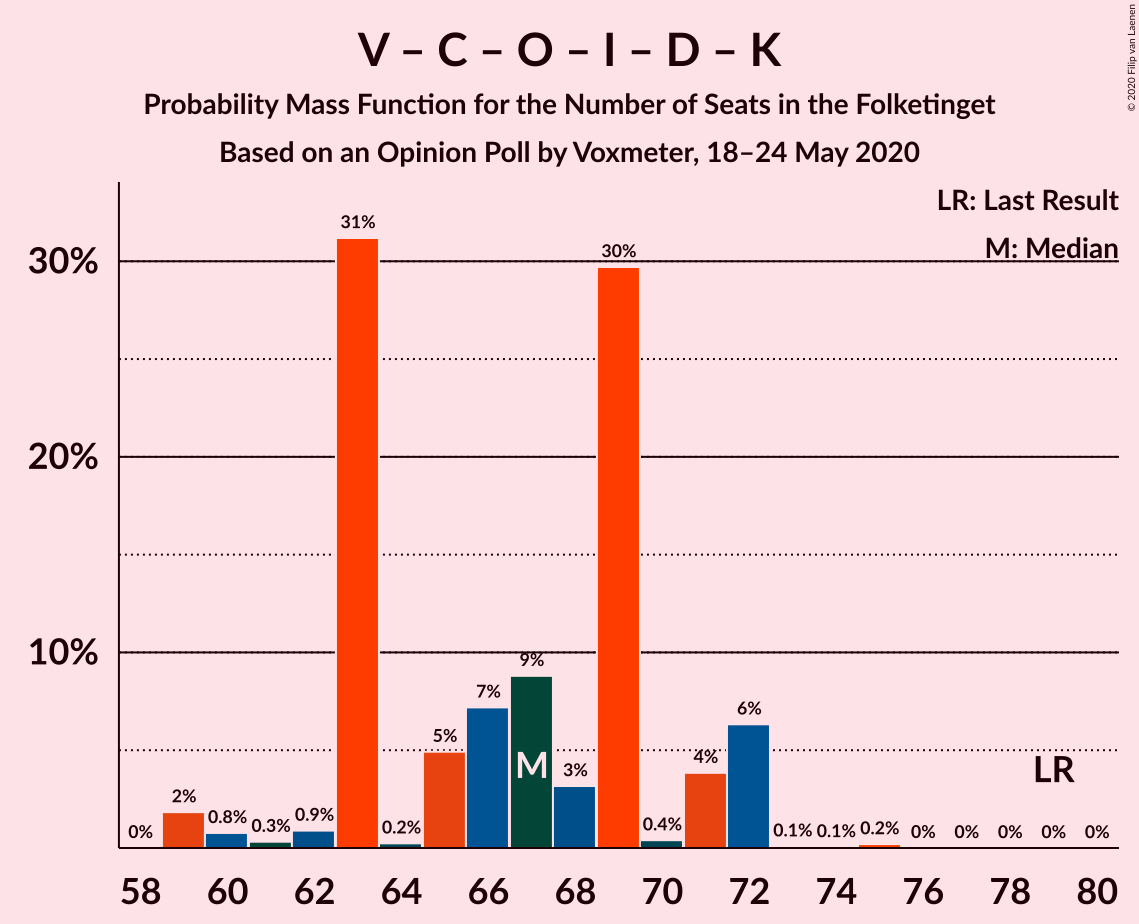 V – C – O – I – D – K
Probability Mass Function for the Number of Seats in the Folketinget
Based on an Opinion Poll by Voxmeter, 18–24 May 2020
© 2020 Filip van Laenen
LR: Last Result
M: Median
30%
20%
10%
0%
2%
0.8%
0.3%
0.9%
31%
0.2%
5%
7%
9%
3%
30%
0.4%
4%
6%
0.1%
0.1%
0.2%
0%
0%
0%
0%
0%
M
LR
58 60 62 64 66 68 70 72 74 76 78 80